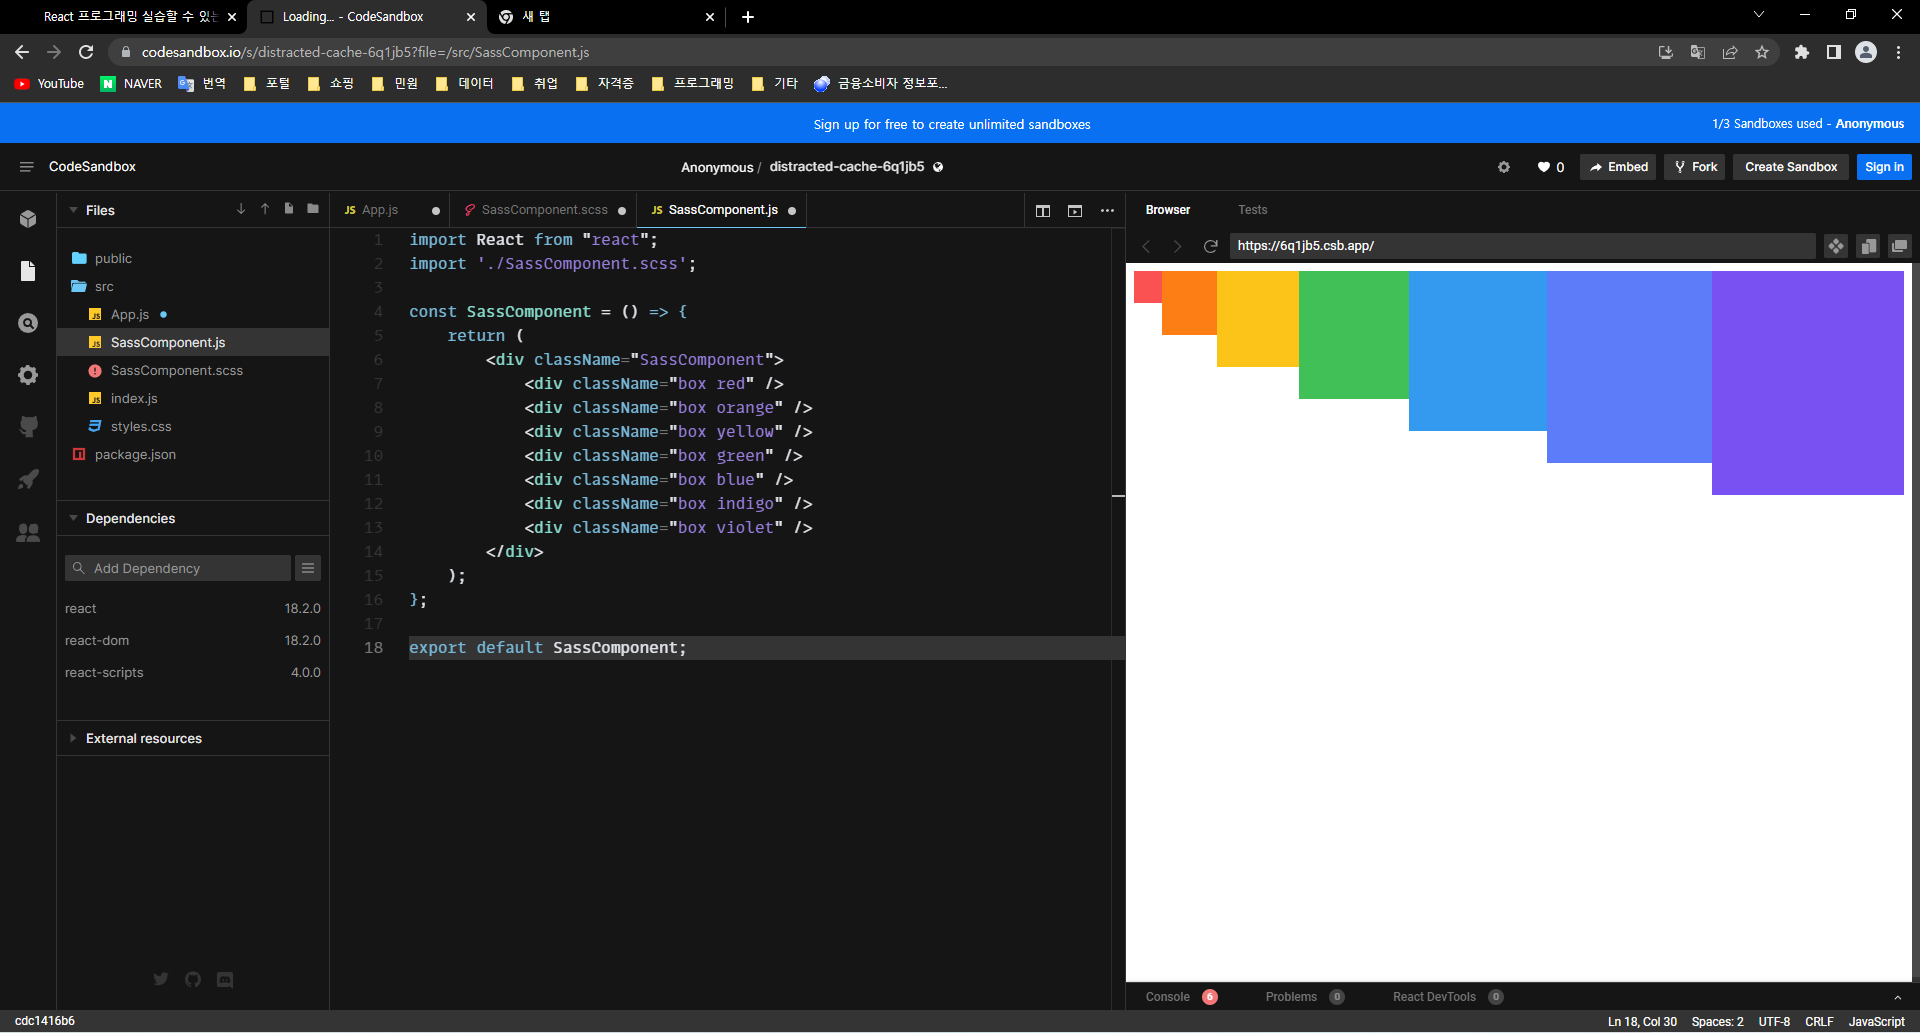 React 프로그래밍 실습할 수 있는
Loading... - CodeSandbox
새 탭
codesandbox.io/s/distracted-cache-6q1jb5?file=/src/SassComponent.js
YouTube NAVER 번역 포털 쇼핑 민원 데이터 취업 자격증 프로그래밍 기타 금융소비자 정보포...
Sign up for free to create unlimited sandboxes
1/3 Sandboxes used - Anonymous
CodeSandbox
Anonymous / distracted-cache-6q1jb5
0
Embed
Fork
Create Sandbox
Sign in
Files
public
src
App.js
SassComponent.js
SassComponent.scss
index.js
styles.css
package.json
Dependencies
Add Dependency
react 18.2.0
react-dom 18.2.0
react-scripts 4.0.0
External resources
JS App.js
SassComponent.scss
JS SassComponent.js
1 import React from "react";
2 import './SassComponent.scss';
3
4 const SassComponent = () => {
5 return (
6 <div className="SassComponent">
7 <div className="box red" />
8 <div className="box orange" />
9 <div className="box yellow" />
10 <div className="box green" />
11 <div className="box blue" />
12 <div className="box indigo" />
13 <div className="box violet" />
14 </div>
15 );
16 };
17
18 export default SassComponent;
Browser
Tests
https://6q1jb5.csb.app/
Console 6
Problems 0
React DevTools 0
cdc1416b6
Ln 18, Col 30
Spaces: 2
UTF-8
CRLF
JavaScript